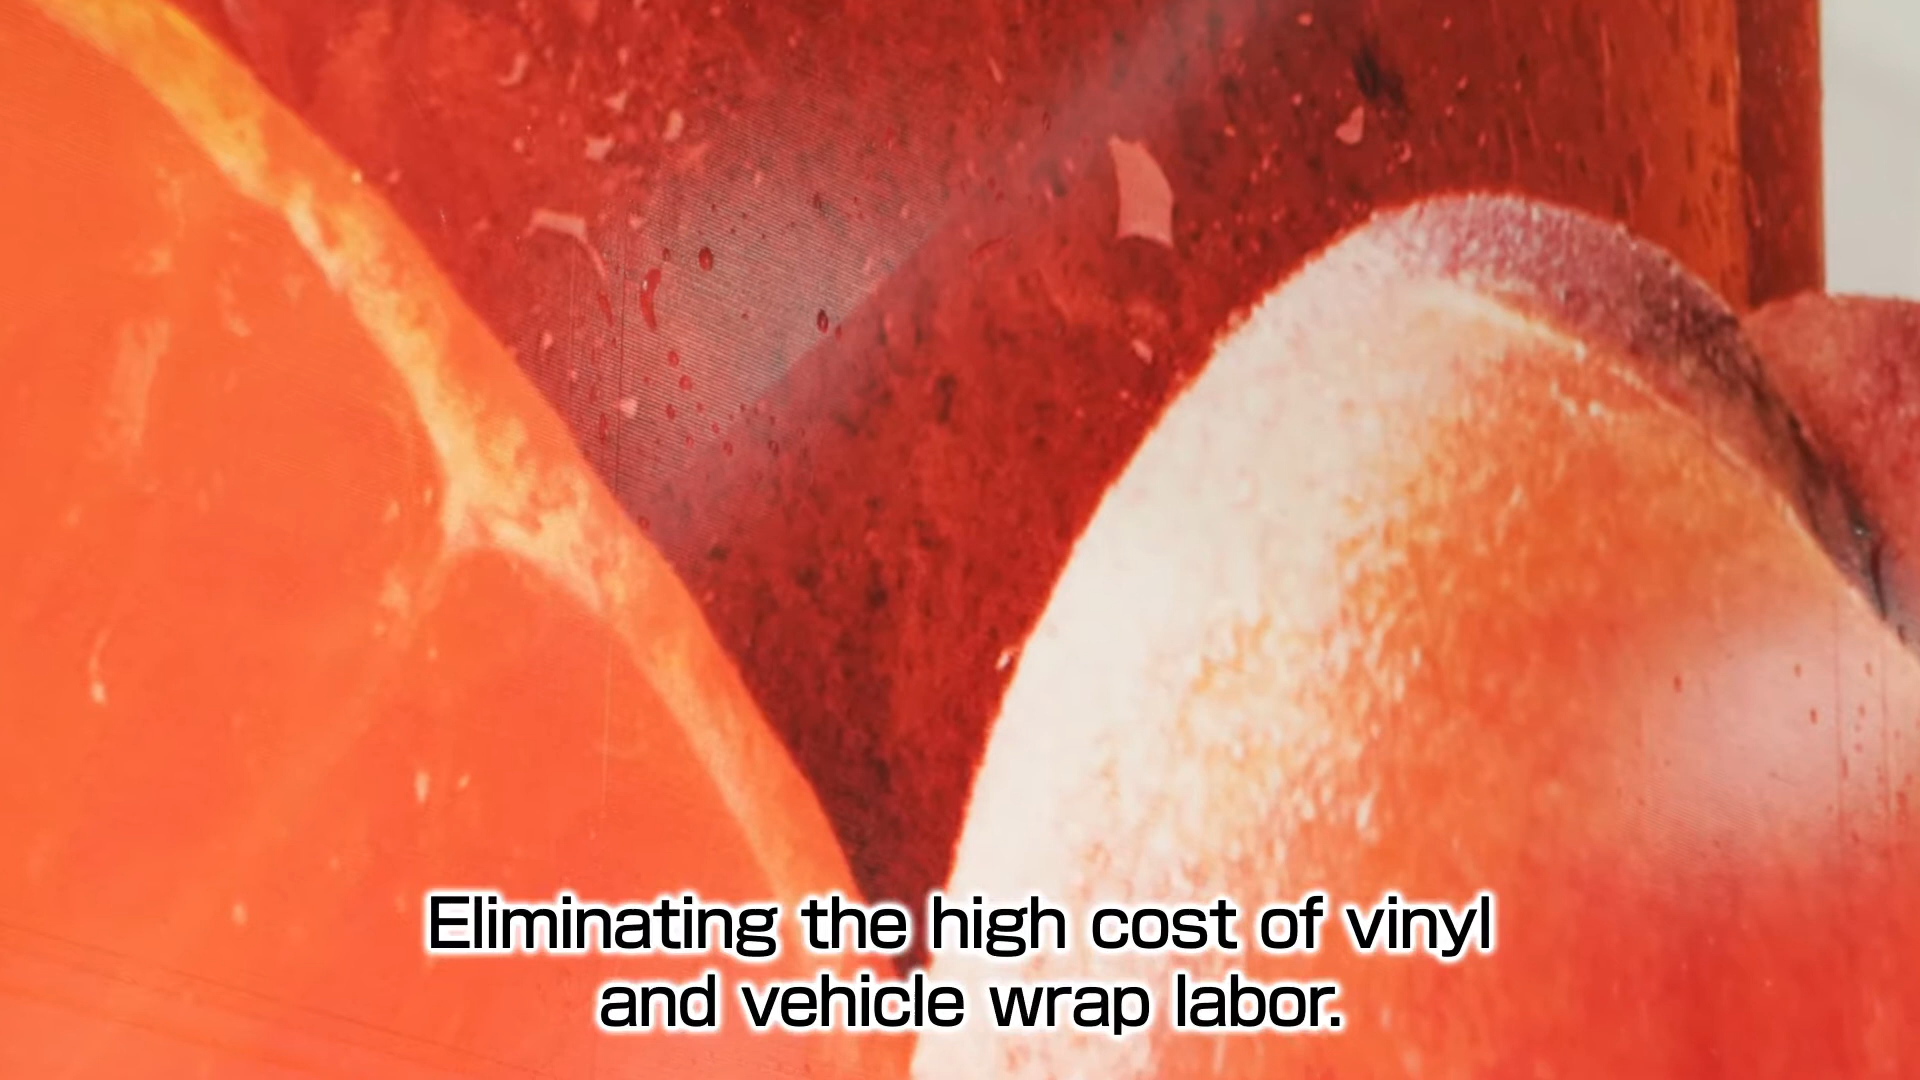 Eliminating the high cost of vinyl
and vehicle wrap labor.